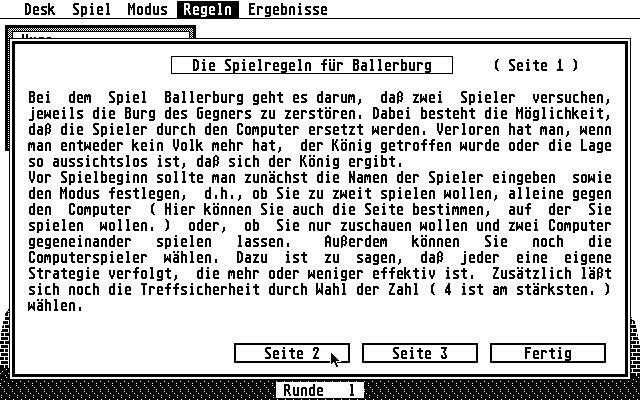 Desk Spiel Modus Regeln Ergebnisse
Die Spielregeln für Ballerburg ( Seite 1 )
Bei dem Spiel Ballerburg geht es darum, daß zwei Spieler versuchen,
jeweils die Burg des Gegners zu zerstören. Dabei besteht die Möglichkeit,
daß die Spieler durch den Computer ersetzt werden. Verloren hat man, wenn
man entweder kein Volk mehr hat, der König getroffen wurde oder die Lage
so aussichtslos ist, daß sich der König ergibt.
Vor Spielbeginn sollte man zunächst die Namen der Spieler eingeben sowie
den Modus festlegen, d.h., ob Sie zu zweit spielen wollen, alleine gegen
den Computer ( Hier können Sie auch die Seite bestimmen, auf der Sie
spielen wollen. ) oder, ob Sie nur zuschauen wollen und zwei Computer
gegeneinander spielen lassen. Außerdem können Sie noch die
Computerspieler wählen. Dazu ist zu sagen, daß jeder eine eigene
Strategie verfolgt, die mehr oder weniger effektiv ist. Zusätzlich läßt
sich noch die Treffsicherheit durch Wahl der Zahl ( 4 ist am stärksten. )
wählen.
Seite 2 Seite 3 Fertig
Runde 1